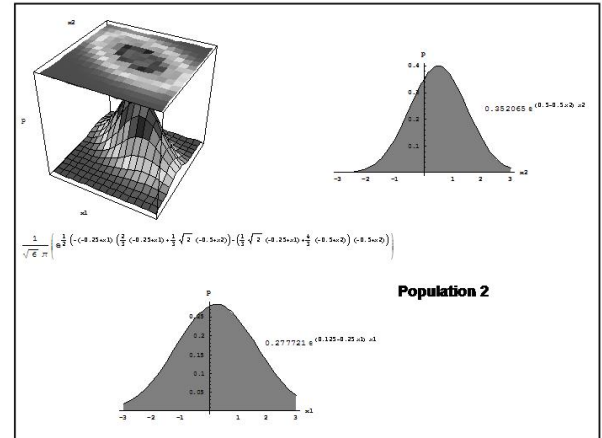 x2
p
x1
p
0.4
0.3
0.2
0.1
0.352065 e^(0.5-0.5x2) x2
-3 -2 -1 1 2 3 x2
1/(√6 π) (e^(1/2 (-(-0.25+x1) (2/3 (-0.25+x1)+1/3 √2 (-0.5+x2))-(1/3 √2 (-0.25+x1)+4/3 (-0.5+x2)) (-0.5+x2))))
Population 2
p
0.25
0.2
0.15
0.1
0.05
0.277721 e^(0.125-0.25x1) x1
-3 -2 -1 1 2 3 x1